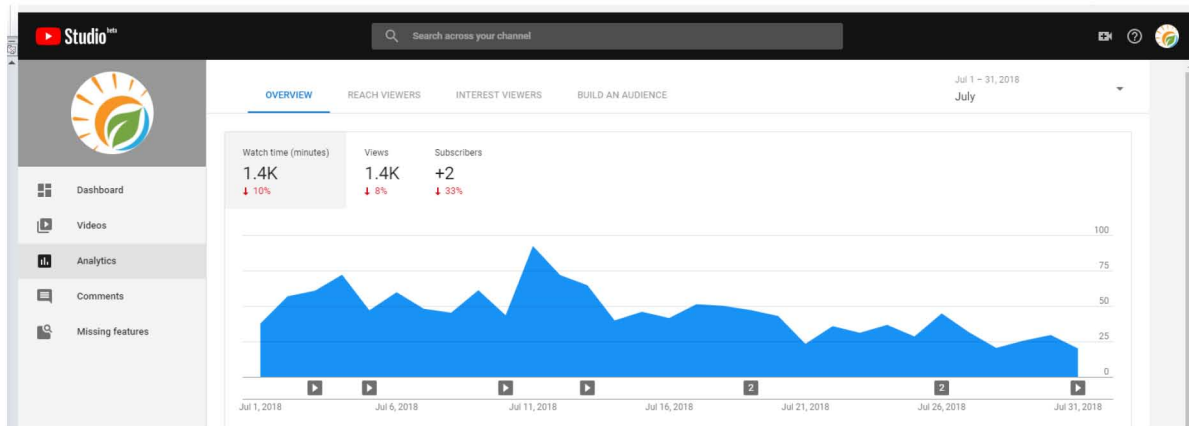 Studio beta
Search across your channel
OVERVIEW REACH VIEWERS INTEREST VIEWERS BUILD AN AUDIENCE
Jul 1 – 31, 2018
July
Dashboard
Videos
Analytics
Comments
Missing features
Watch time (minutes) Views Subscribers
1.4K 1.4K +2
↓ 10% ↓ 8% ↓ 33%
100
75
50
25
0
2 2
Jul 1, 2018 Jul 6, 2018 Jul 11, 2018 Jul 16, 2018 Jul 21, 2018 Jul 26, 2018 Jul 31, 2018